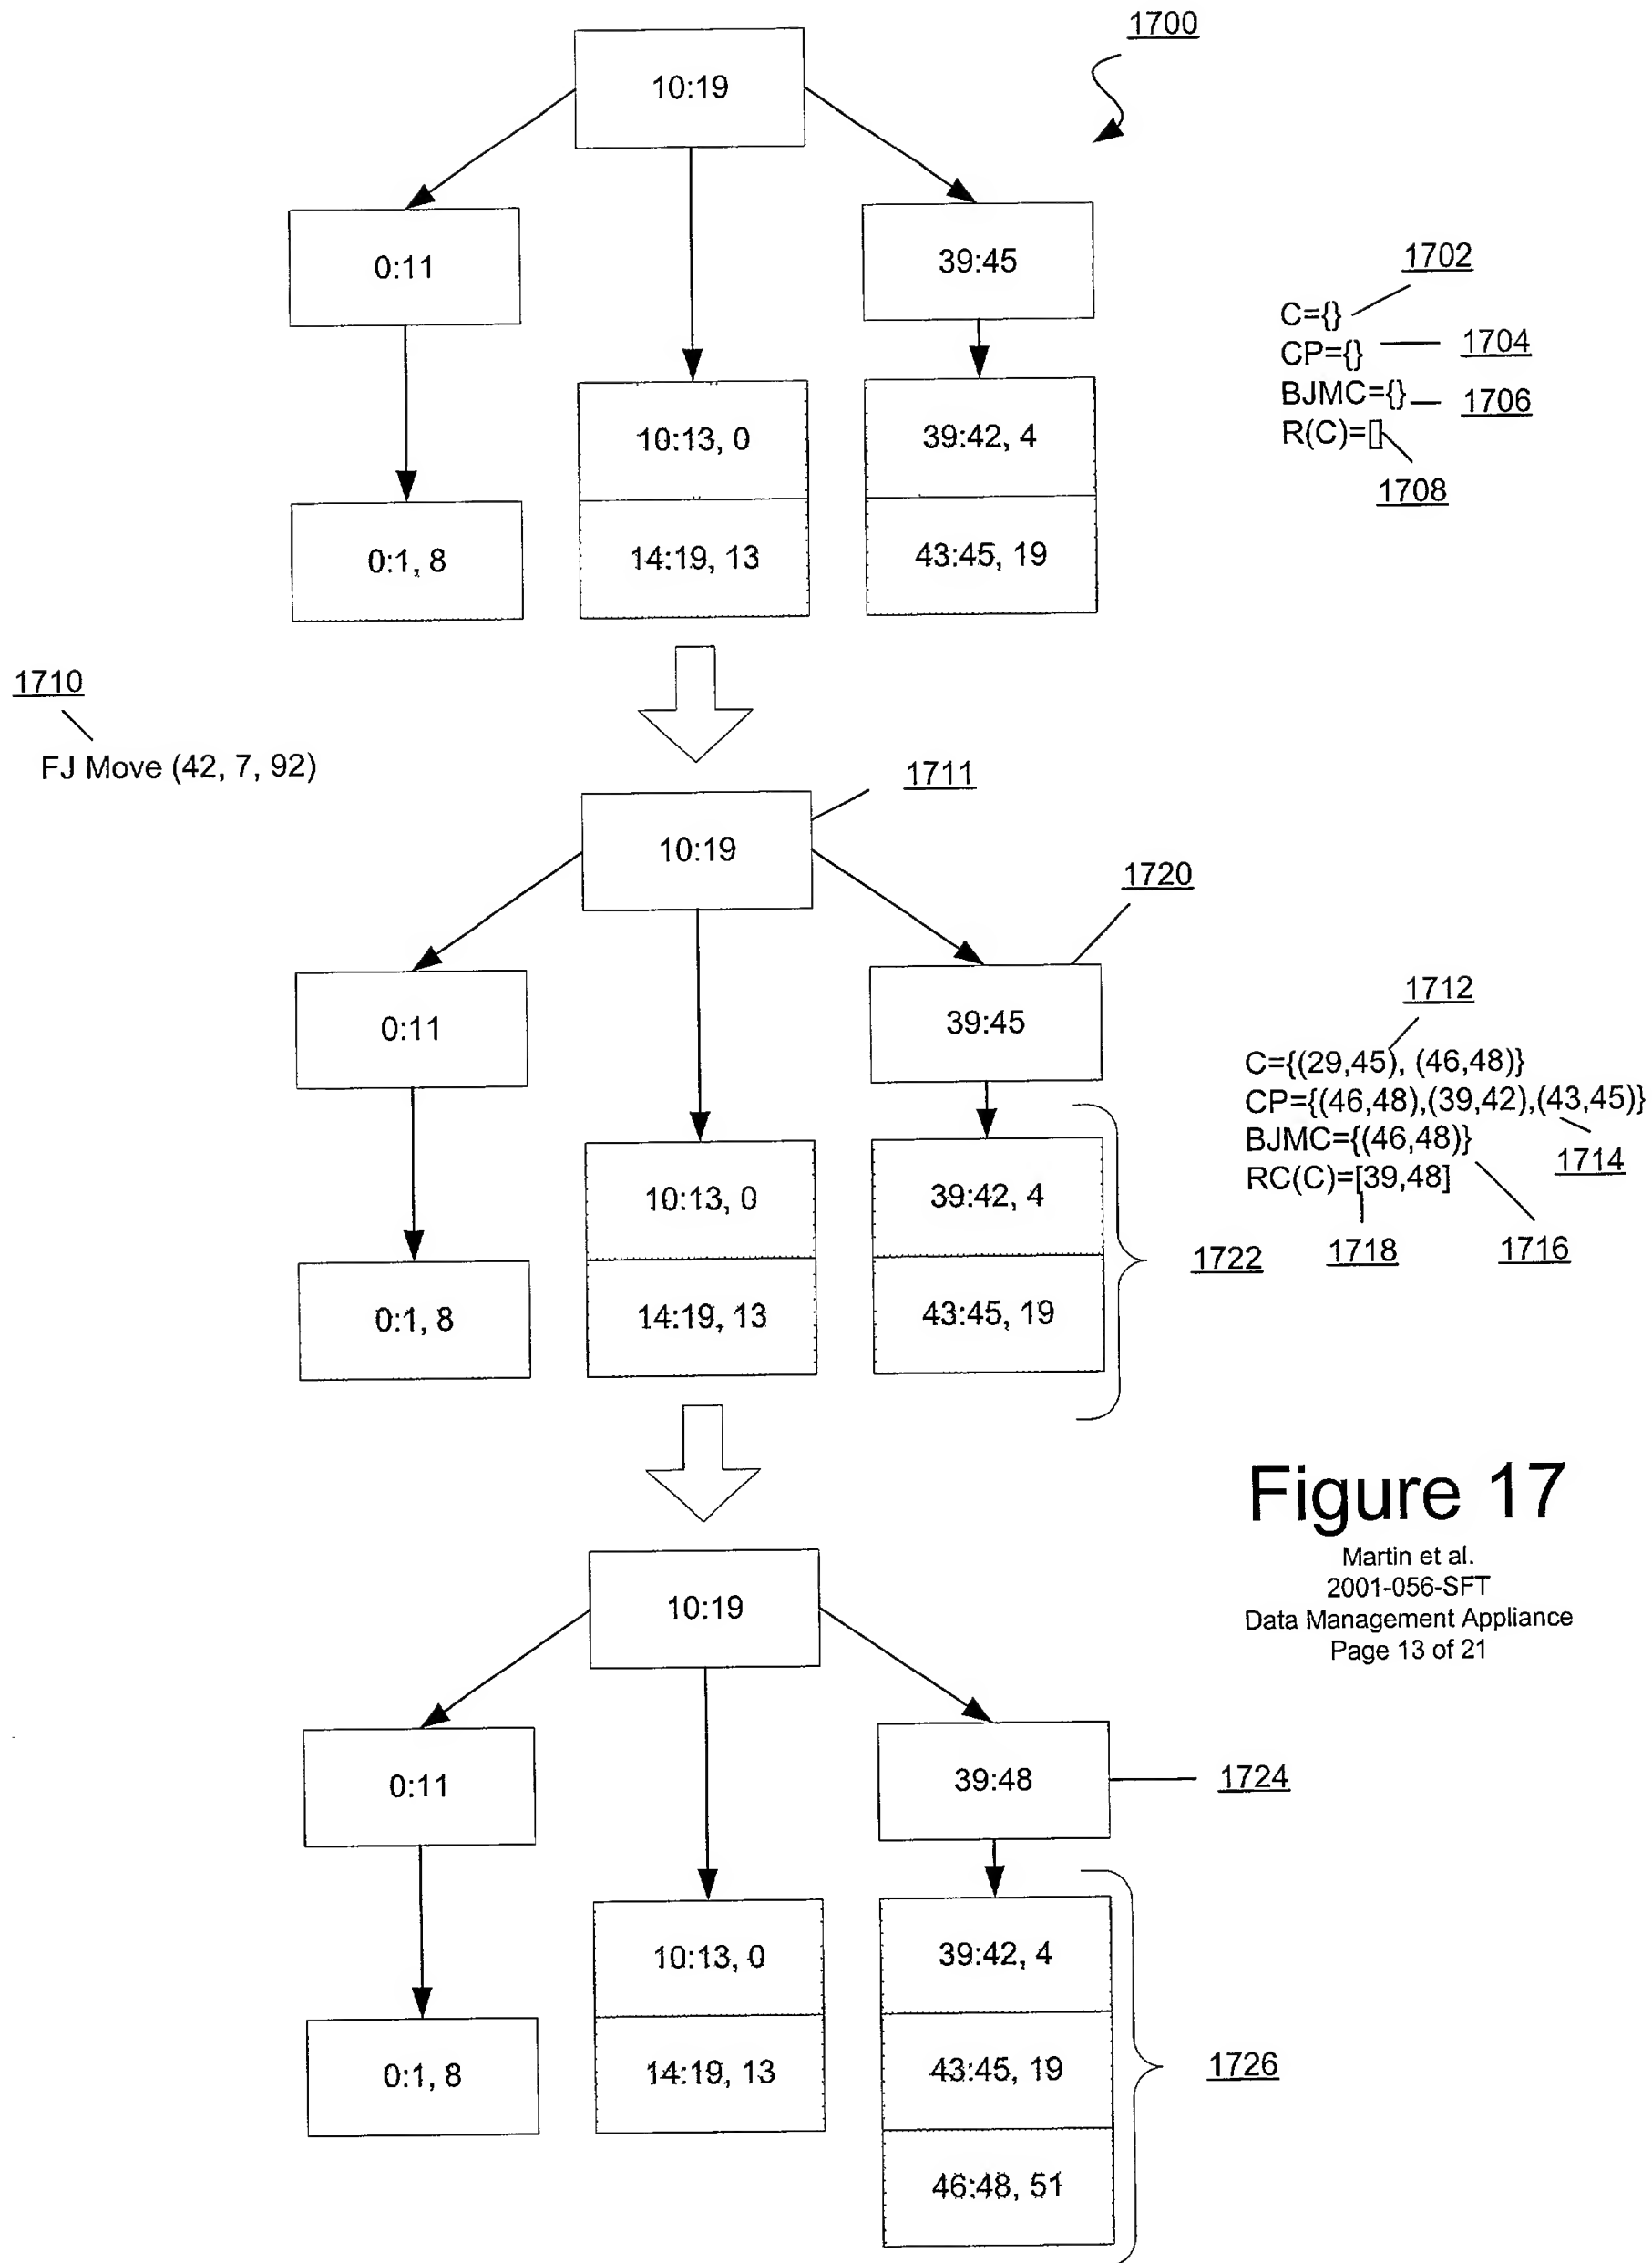 1700
10:19
0:11
39:45
1702
C={}
CP={}
1704
BJMC={}
1706
R(C)=[]
1708
10:13, 0
39:42, 4
0:1, 8
14:19, 13
43:45, 19
1710
FJ Move (42, 7, 92)
1711
10:19
1720
0:11
39:45
1712
C={(29,45), (46,48)}
CP={(46,48),(39,42),(43,45)}
BJMC={(46,48)}
1714
RC(C)=[39,48]
1718
1716
10:13, 0
39:42, 4
1722
0:1, 8
14:19, 13
43:45, 19
Figure 17
Martin et al.
2001-056-SFT
Data Management Appliance
Page 13 of 21
10:19
0:11
39:48
1724
10:13, 0
39:42, 4
0:1, 8
14:19, 13
43:45, 19
1726
46:48, 51